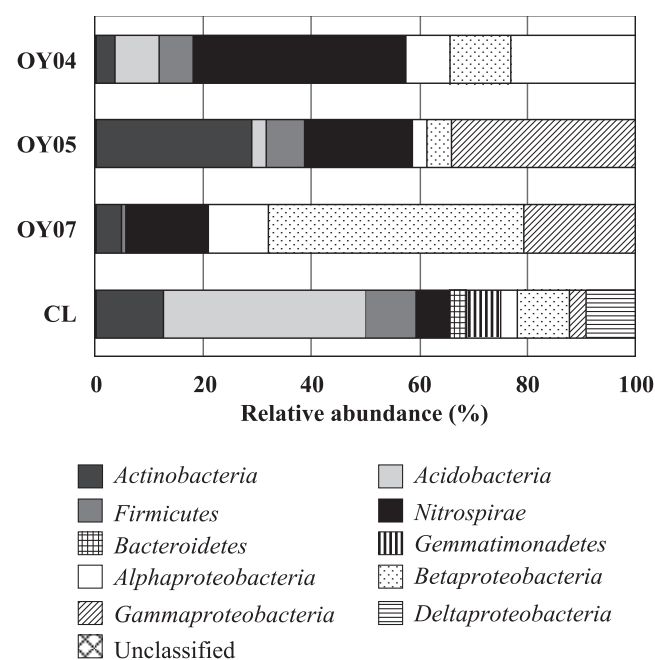 OY04
OY05
OY07
CL
0 20 40 60 80 100
Relative abundance (%)
Actinobacteria Acidobacteria
Firmicutes Nitrospirae
Bacteroidetes Gemmatimonadetes
Alphaproteobacteria Betaproteobacteria
Gammaproteobacteria Deltaproteobacteria
Unclassified